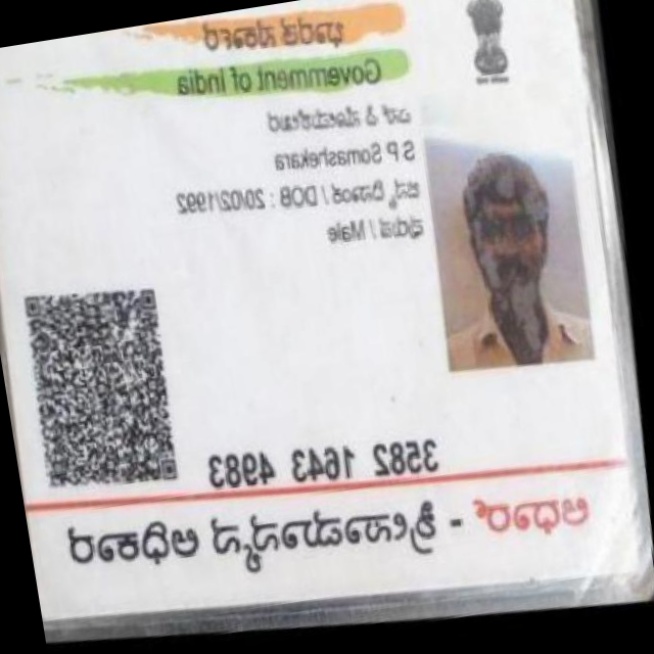 ಭಾರತ ಸರ್ಕಾರ
Government of India
ಎಸ್ ಪಿ ಸೋಮಶೇಖರ
S P Somashekara
ಜನ್ಮ ದಿನಾಂಕ / DOB : 20/02/1992
ಪುರುಷ / Male
3582 1643 4983
ಆಧಾರ್ - ಶ್ರೀಸಾಮಾನ್ಯನ ಅಧಿಕಾರ